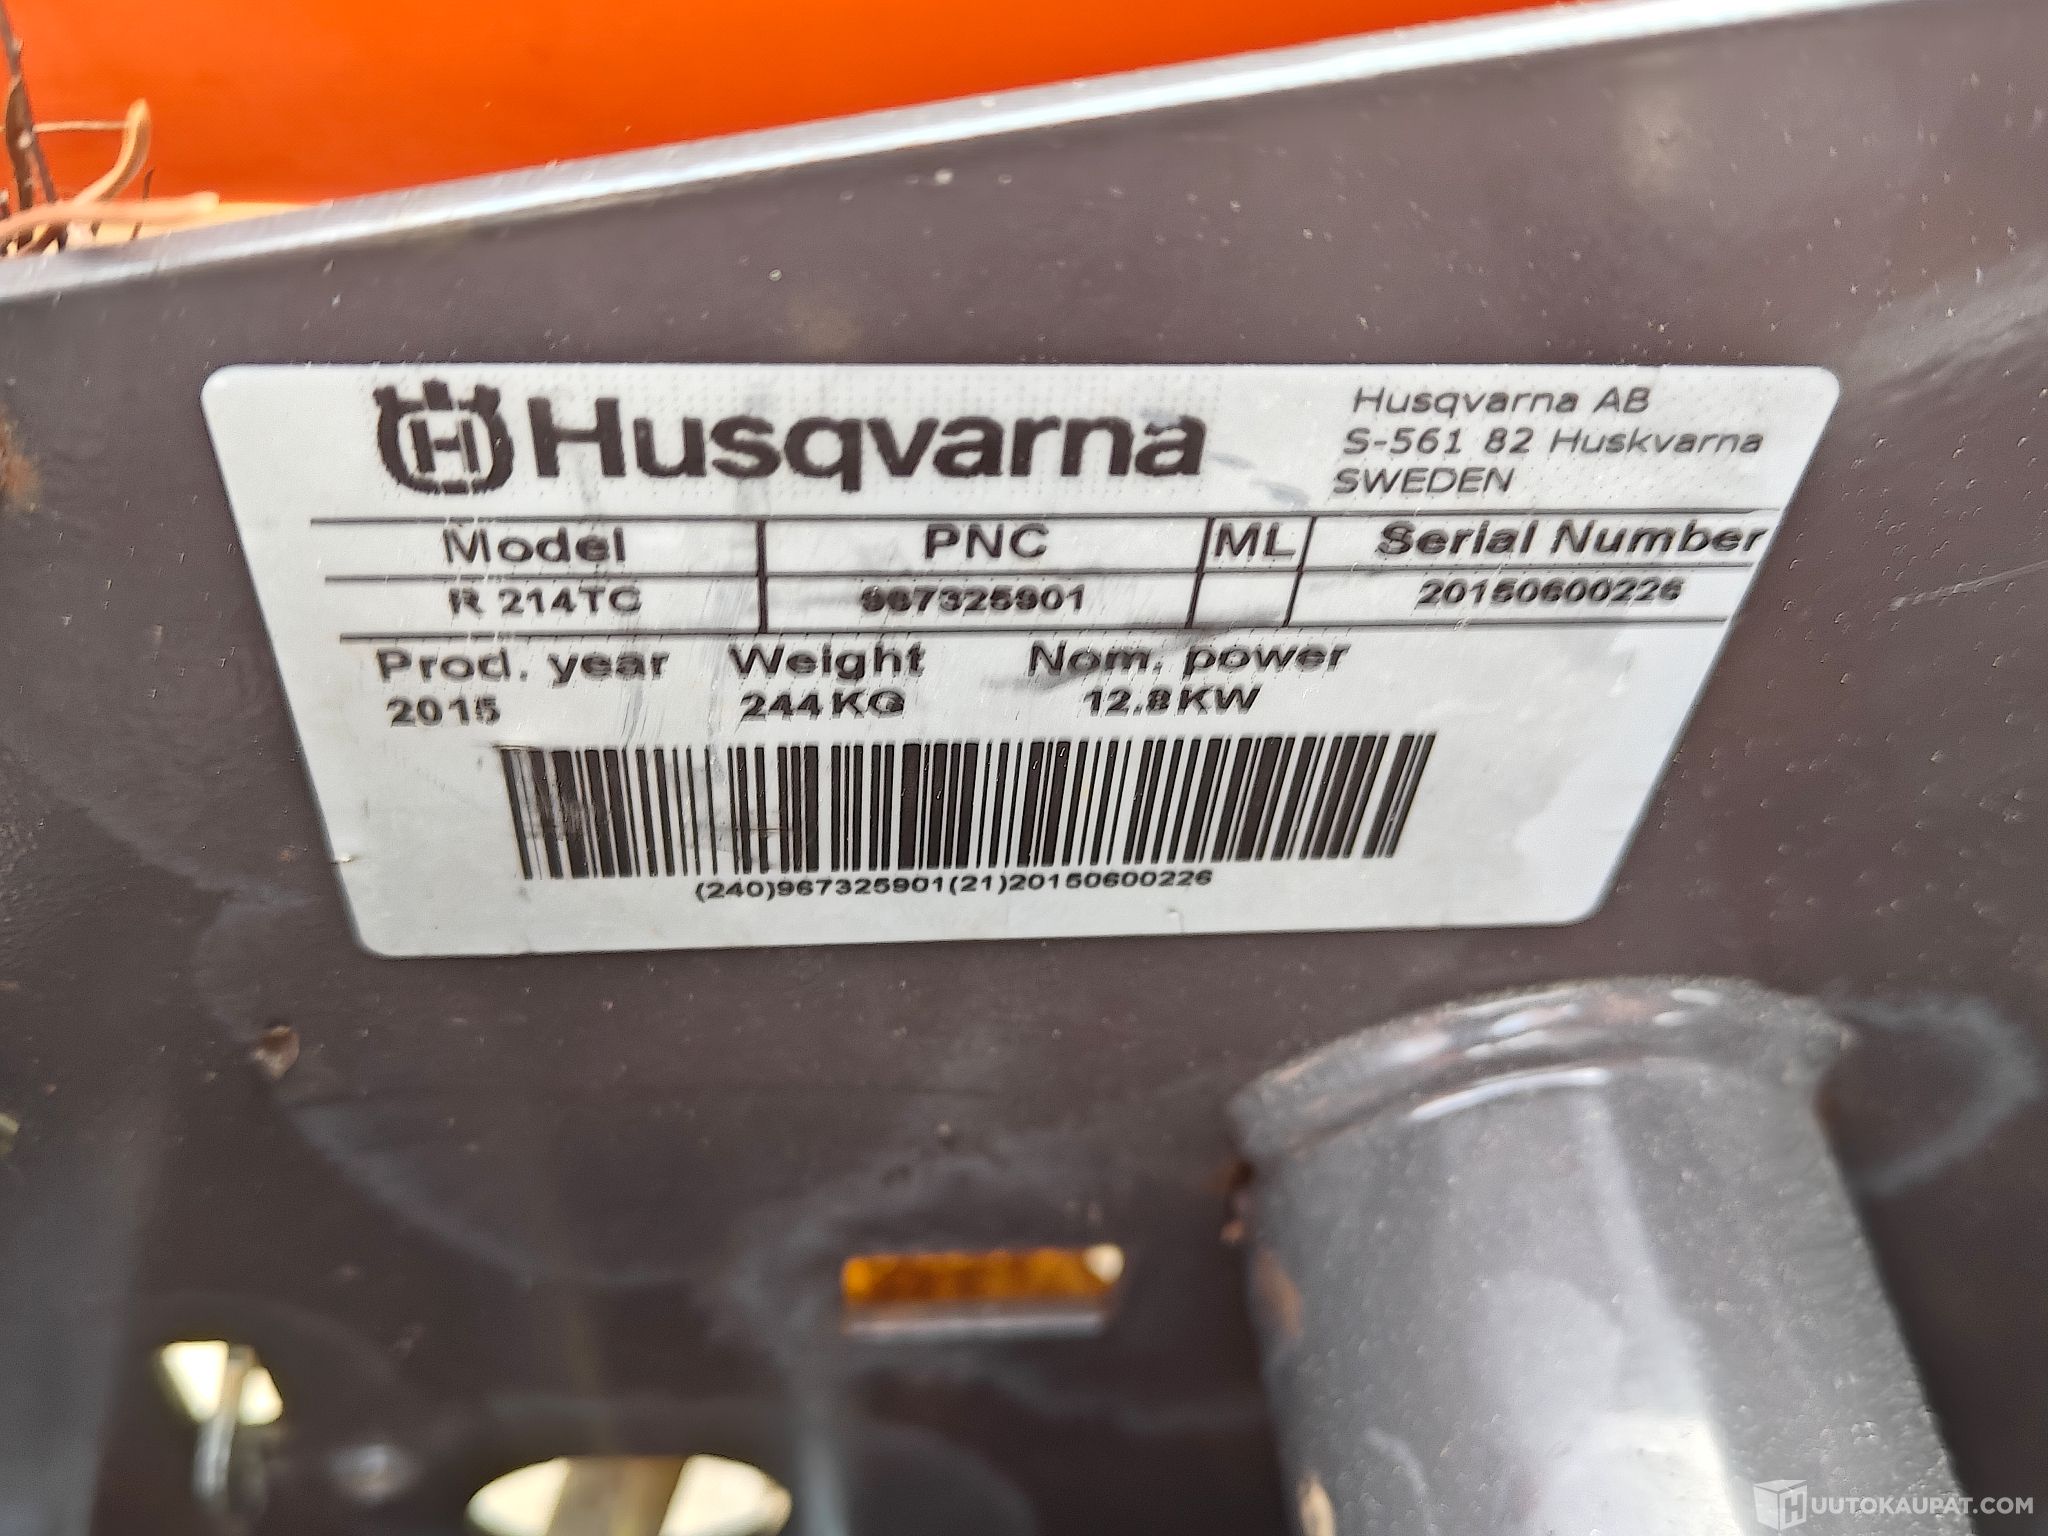 Husqvarna
Husqvarna AB
S-561 82 Huskvarna
SWEDEN
Model PNC ML Serial Number
R 214TC 967325901 20150600226
Prod. year Weight Nom. power
2015 244KG 12.8KW
(240)967325901(21)20150600226
HUUTOKAUPAT.COM